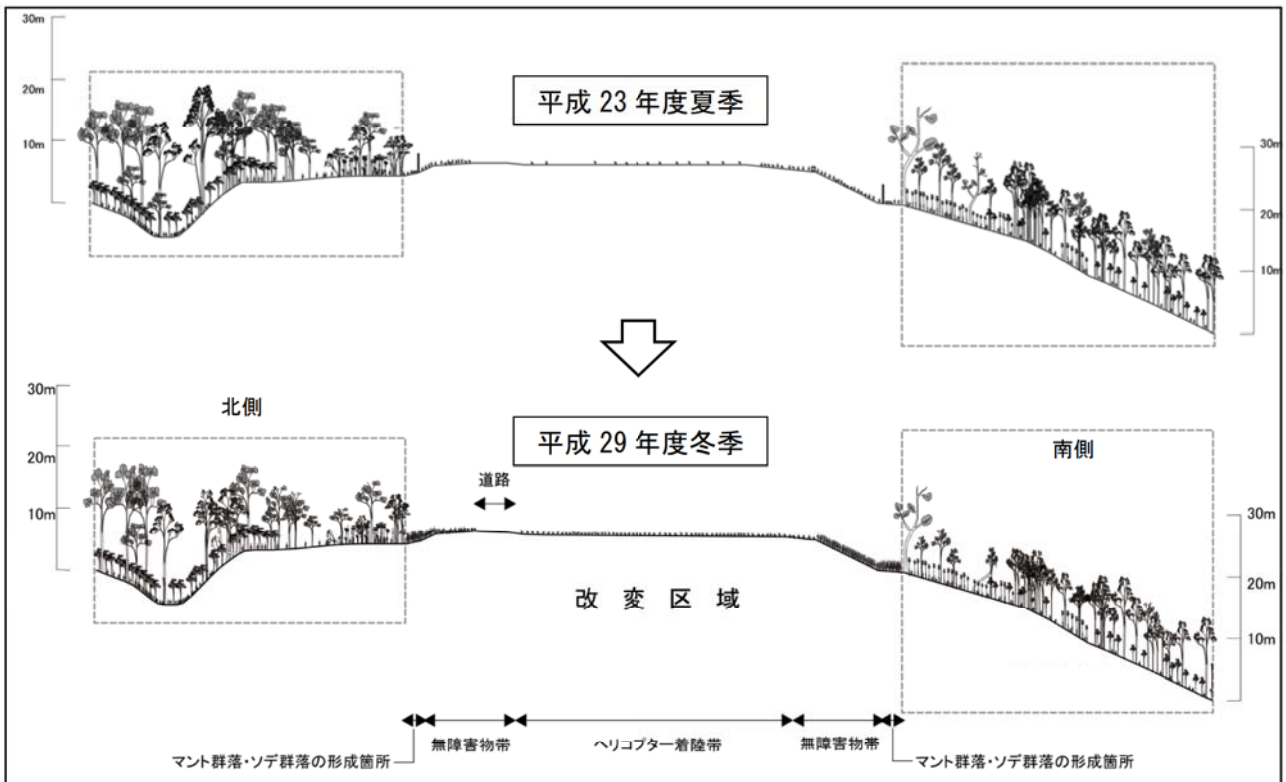 30m
20m
10m
平成 23 年度夏季
30m
20m
10m
30m
20m
10m
北側
平成 29 年度冬季
南側
道路
30m
20m
10m
改 変 区 域
無障害物帯
ヘリコプター着陸帯
無障害物帯
マント群落・ソデ群落の形成箇所
マント群落・ソデ群落の形成箇所